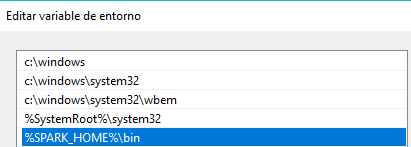 Editar variable de entorno
c:\windows
c:\windows\system32
c:\windows\system32\wbem
%SystemRoot%\system32
%SPARK_HOME%\bin